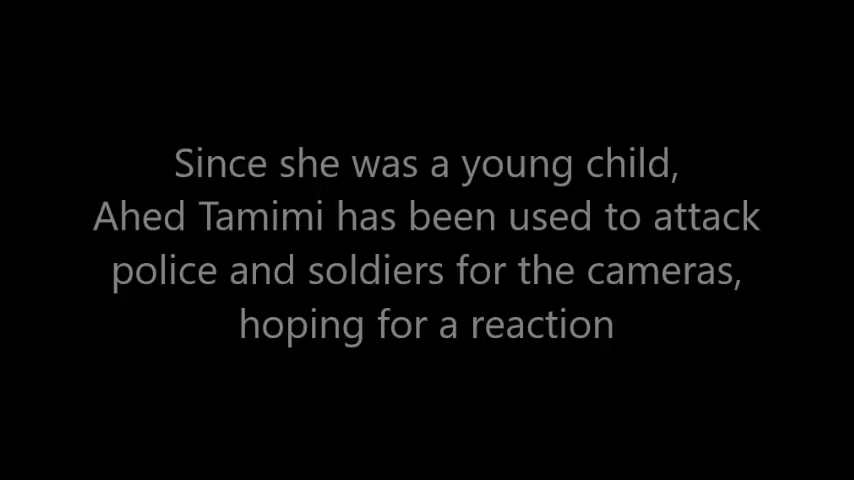 Since she was a young child,
Ahed Tamimi has been used to attack
police and soldiers for the cameras,
hoping for a reaction